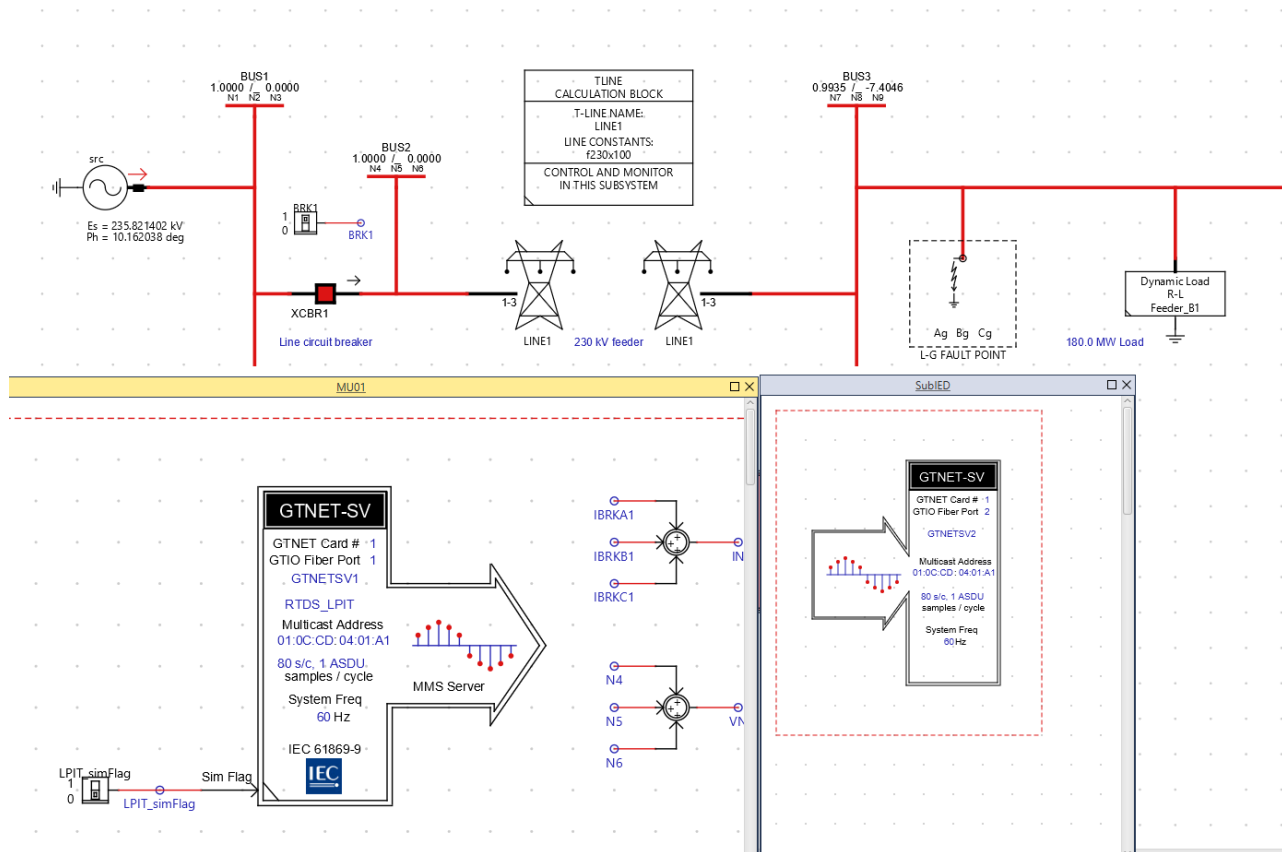 BUS1
1.0000 /_ 0.0000
N1 N2 N3
TLINE
CALCULATION BLOCK
T-LINE NAME:
LINE1
LINE CONSTANTS:
f230x100
CONTROL AND MONITOR
IN THIS SUBSYSTEM
BUS3
0.9935 /_ -7.4046
N7 N8 N9
BUS2
1.0000 /_ 0.0000
N4 N5 N6
src
Es = 235.821402 kV
Ph = 10.162038 deg
BRK1
1
0
BRK1
XCBR1
Line circuit breaker
1-3
LINE1
230 kV feeder
1-3
LINE1
Ag Bg Cg
L-G FAULT POINT
Dynamic Load
R-L
Feeder_B1
180.0 MW Load
MU01
GTNET-SV
GTNET Card # 1
GTIO Fiber Port 1
GTNETSV1
RTDS_LPIT
Multicast Address
01:0C:CD:04:01:A1
80 s/c, 1 ASDU
samples / cycle
System Freq
60 Hz
IEC 61869-9
IEC
MMS Server
LPIT_simFlag
1
0
LPIT_simFlag
Sim Flag
IBRKA1
IBRKB1
IBRKC1
IN
N4
N5
N6
VN
SubIED
GTNET-SV
GTNET Card # 1
GTIO Fiber Port 2
GTNETSV2
Multicast Address
01:0C:CD:04:01:A1
80 s/c, 1 ASDU
samples / cycle
System Freq
60Hz